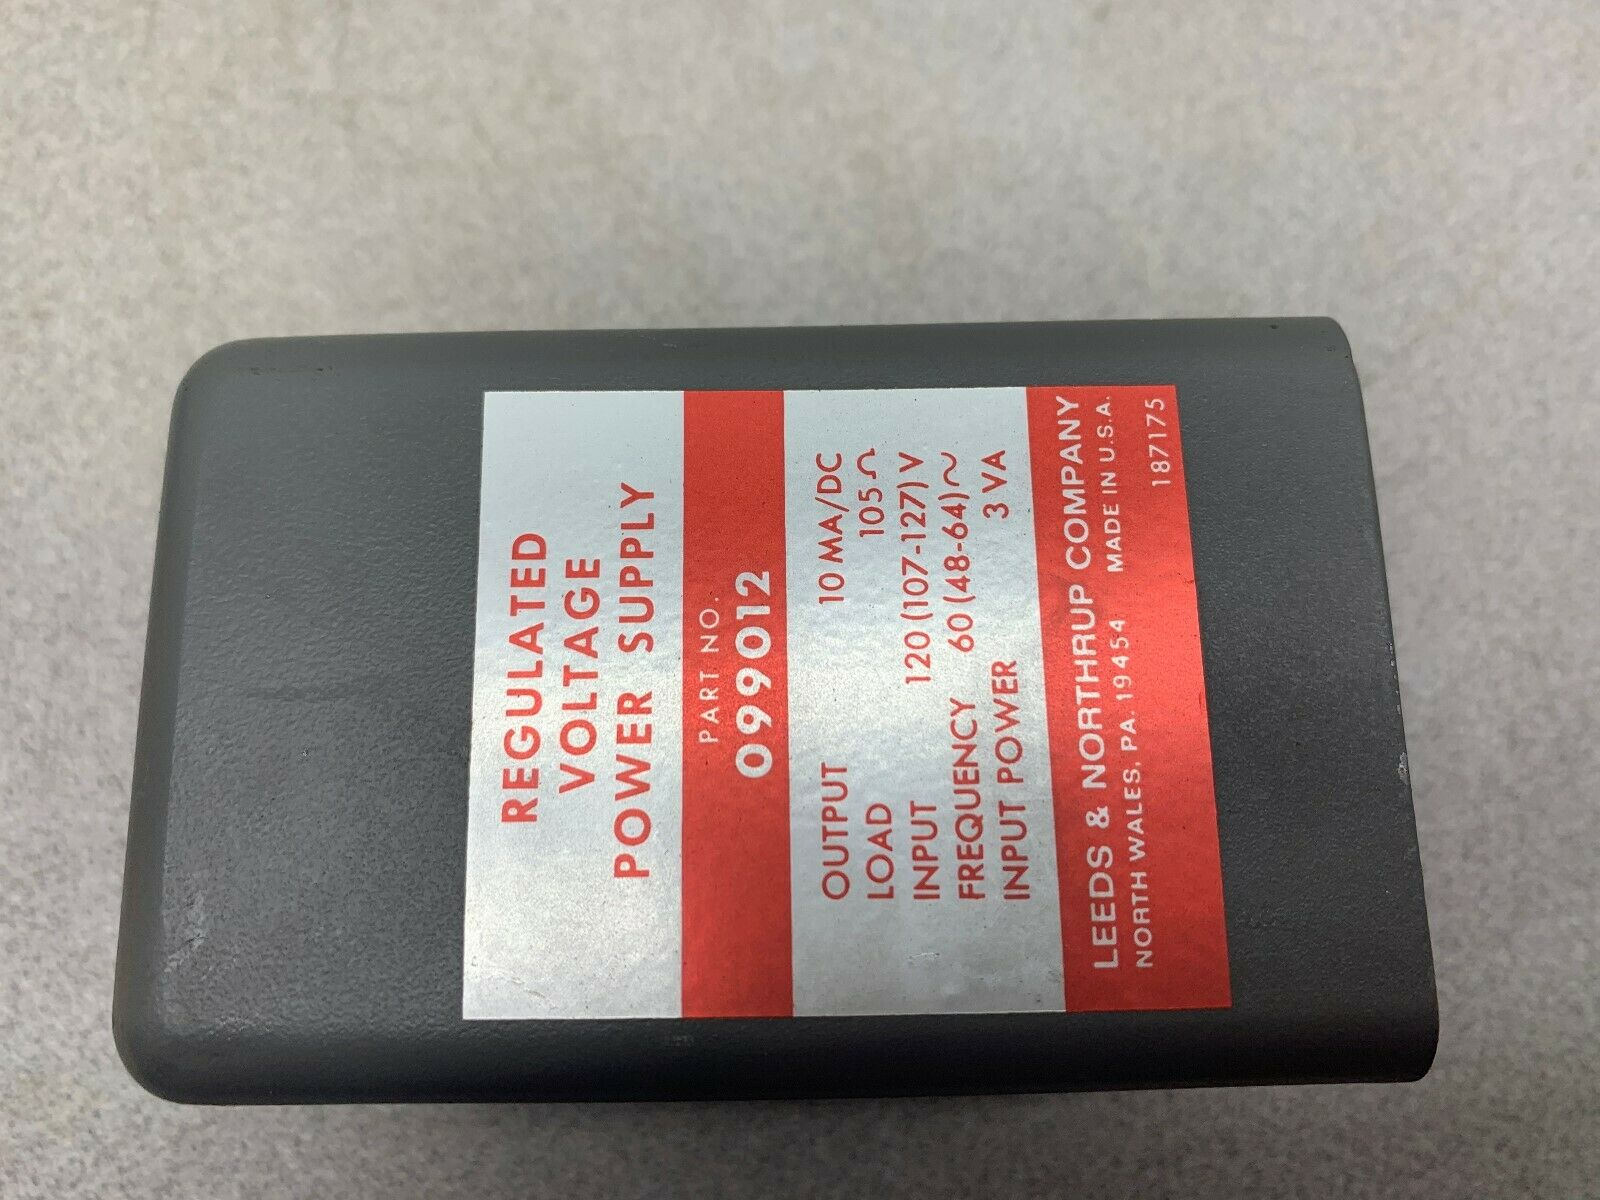 REGULATED
VOLTAGE
POWER SUPPLY
PART NO.
099012
OUTPUT 10 MA/DC
LOAD 105 Ω
INPUT 120 (107-127) V
FREQUENCY 60 (48-64)~
INPUT POWER 3 VA
LEEDS & NORTHRUP COMPANY
NORTH WALES, PA. 19454 MADE IN U.S.A.
187175